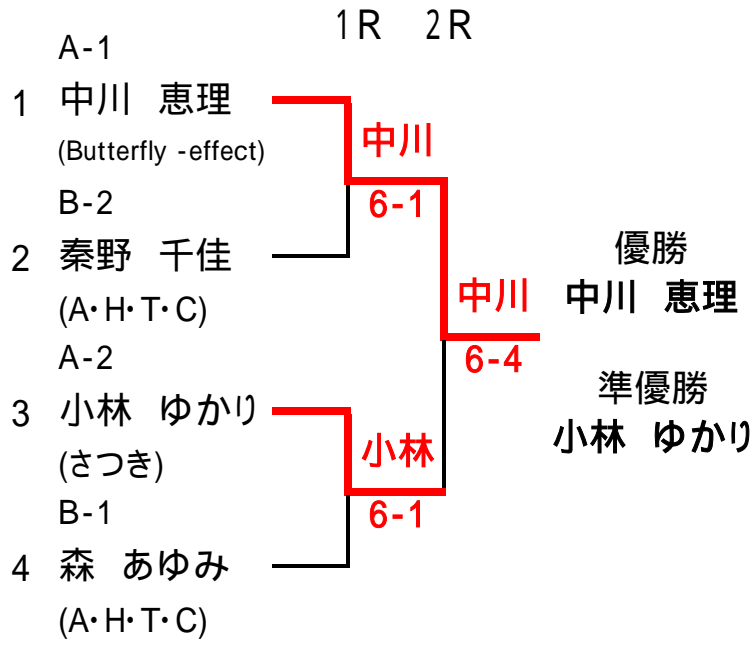 1R 2R
A-1
1 中川 恵理
(Butterfly -effect)
中川
B-2
6-1
2 秦野 千佳
(A・H・T・C)
優勝
中川
中川 恵理
A-2
6-4
3 小林 ゆかり
準優勝
小林 ゆかり
(さつき)
小林
B-1
6-1
4 森 あゆみ
(A・H・T・C)